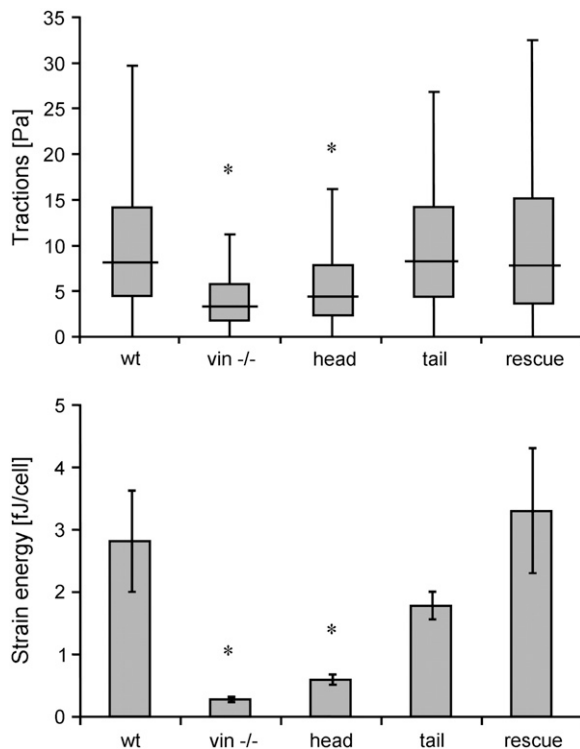 Tractions [Pa]
35
30
25
20
15
10
5
0
*
*
wt
vin -/-
head
tail
rescue
Strain energy [fJ/cell]
5
4
3
2
1
0
*
*
wt
vin -/-
head
tail
rescue